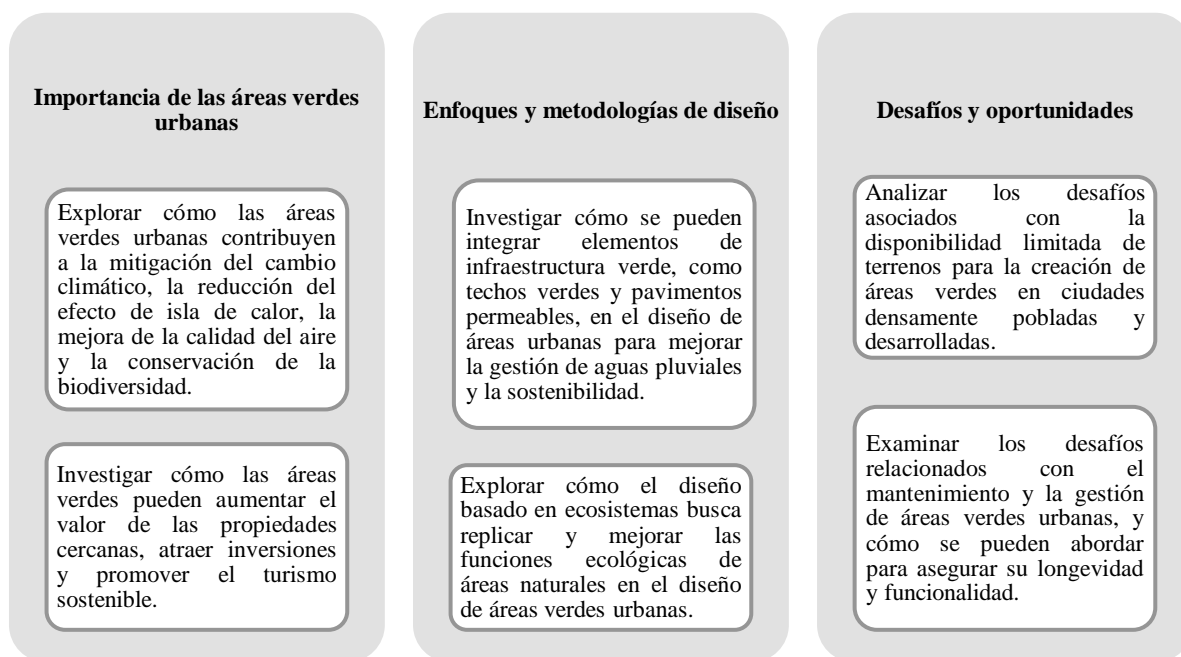 Importancia de las áreas verdes
urbanas
Explorar cómo las áreas
verdes urbanas contribuyen
a la mitigación del cambio
climático, la reducción del
efecto de isla de calor, la
mejora de la calidad del aire
y la conservación de la
biodiversidad.
Investigar cómo las áreas
verdes pueden aumentar el
valor de las propiedades
cercanas, atraer inversiones
y promover el turismo
sostenible.
Enfoques y metodologías de diseño
Investigar cómo se pueden
integrar elementos de
infraestructura verde, como
techos verdes y pavimentos
permeables, en el diseño de
áreas urbanas para mejorar
la gestión de aguas pluviales
y la sostenibilidad.
Explorar cómo el diseño
basado en ecosistemas busca
replicar y mejorar las
funciones ecológicas de
áreas naturales en el diseño
de áreas verdes urbanas.
Desafíos y oportunidades
Analizar los desafíos
asociados con la
disponibilidad limitada de
terrenos para la creación de
áreas verdes en ciudades
densamente pobladas y
desarrolladas.
Examinar los desafíos
relacionados con el
mantenimiento y la gestión
de áreas verdes urbanas, y
cómo se pueden abordar
para asegurar su longevidad
y funcionalidad.